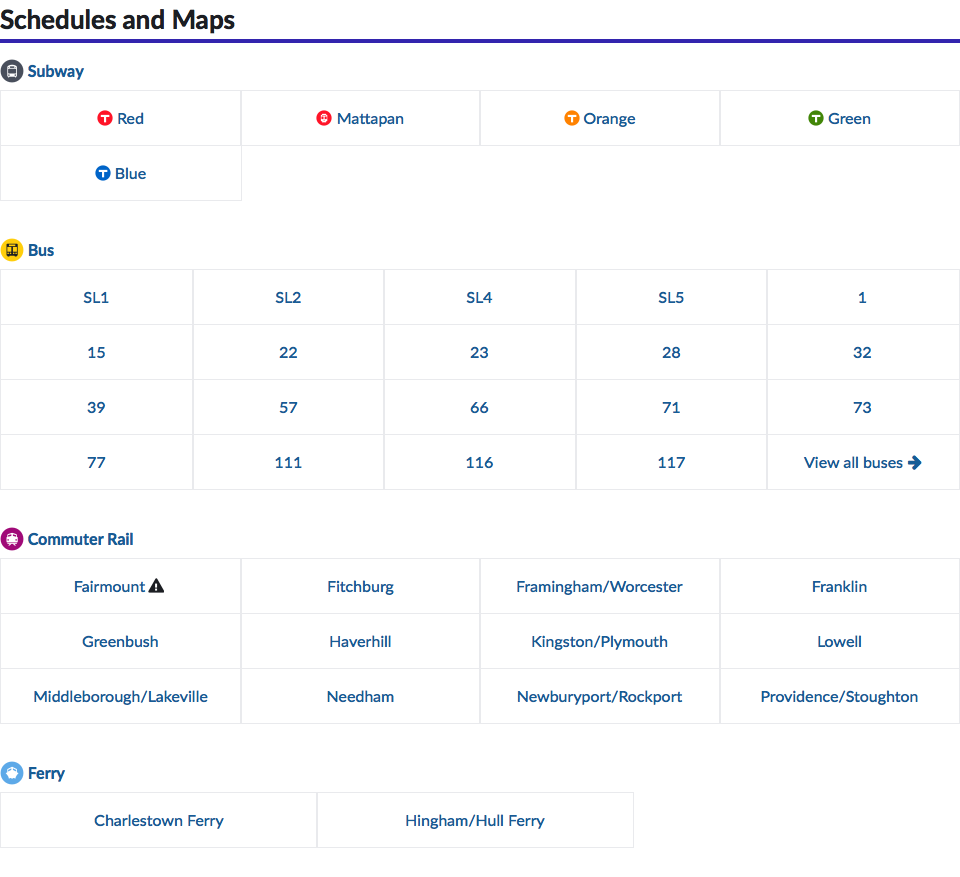 Schedules and Maps
Subway
Red Mattapan Orange Green
Blue
Bus
SL1 SL2 SL4 SL5 1
15 22 23 28 32
39 57 66 71 73
77 111 116 117 View all buses
Commuter Rail
Fairmount Fitchburg Framingham/Worcester Franklin
Greenbush Haverhill Kingston/Plymouth Lowell
Middleborough/Lakeville Needham Newburyport/Rockport Providence/Stoughton
Ferry
Charlestown Ferry Hingham/Hull Ferry